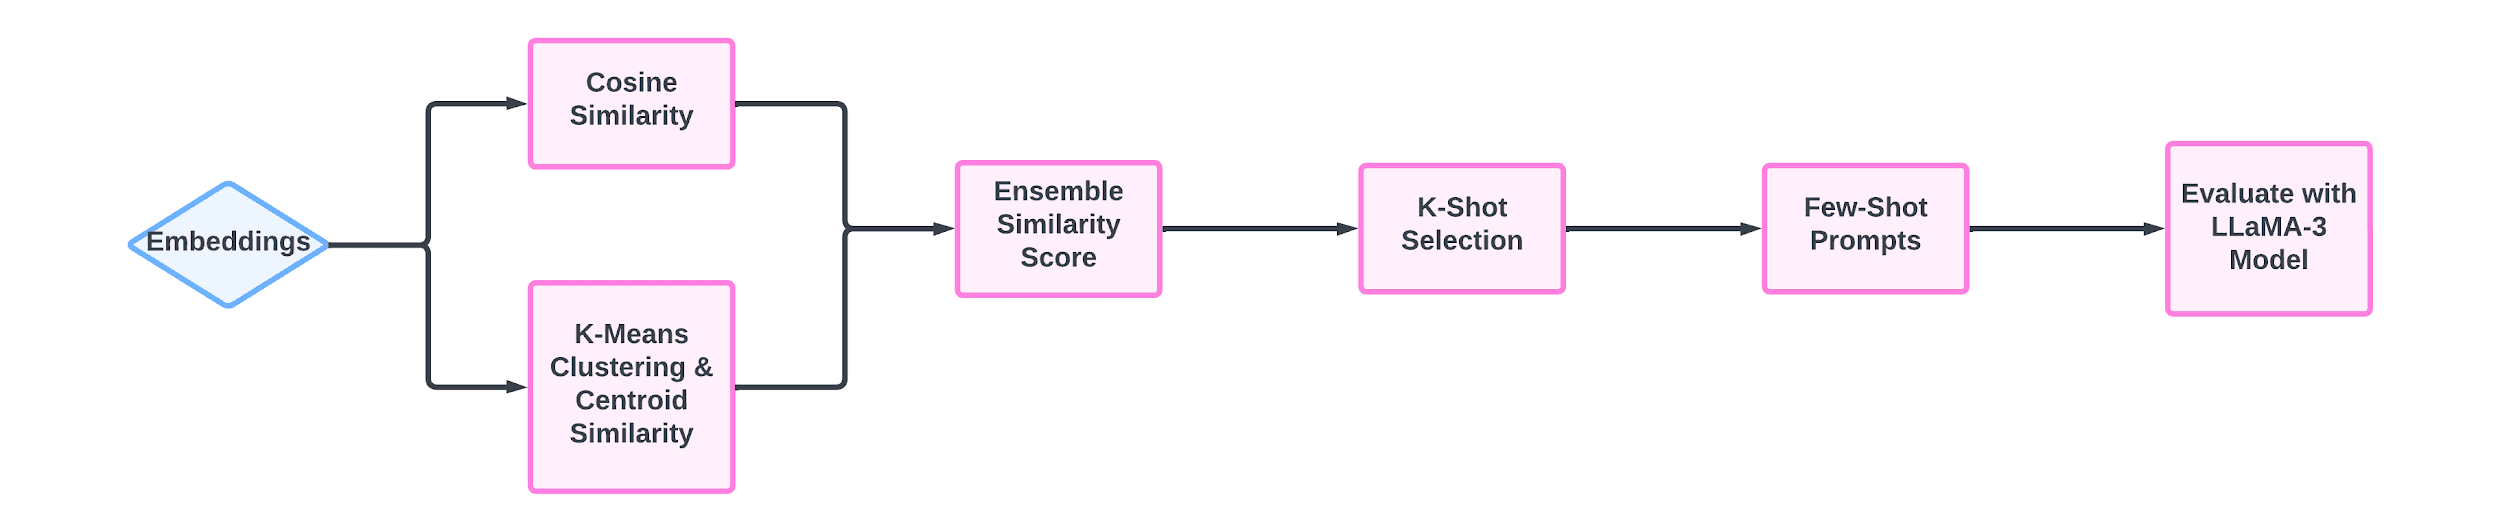 Embeddings
Cosine
Similarity
K-Means
Clustering &
Centroid
Similarity
Ensemble
Similarity
Score
K-Shot
Selection
Few-Shot
Prompts
Evaluate with
LLaMA-3
Model